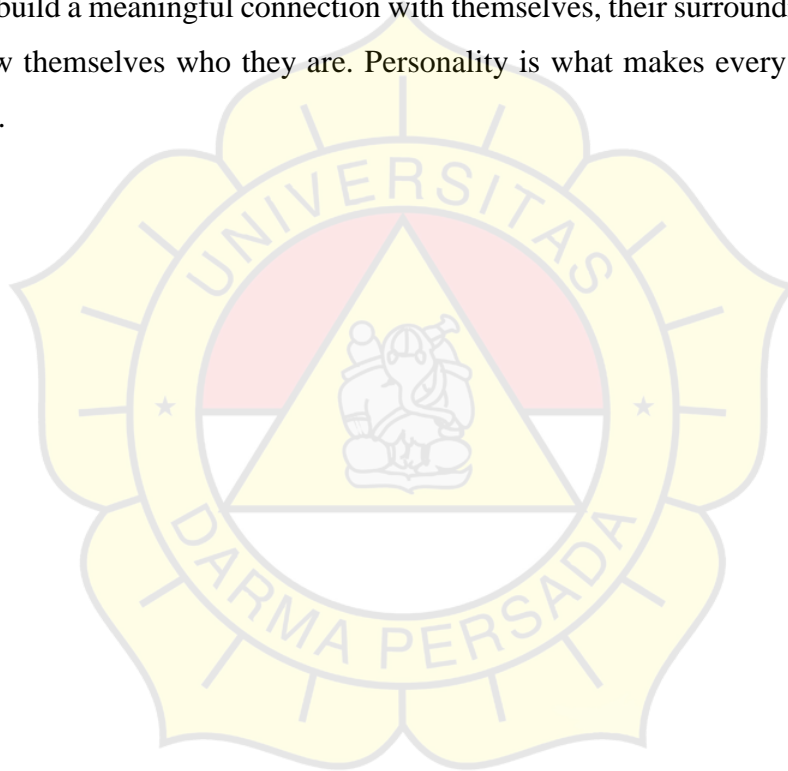 build a meaningful connection with themselves, their surround
w themselves who they are. Personality is what makes every
.
UNIVERSITAS
DARMA PERSADA